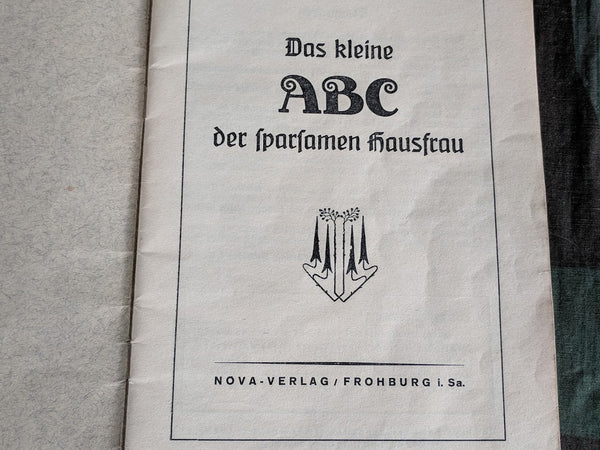 Das kleine
ABC
der sparsamen Hausfrau
NOVA-VERLAG / FROHBURG i. Sa.